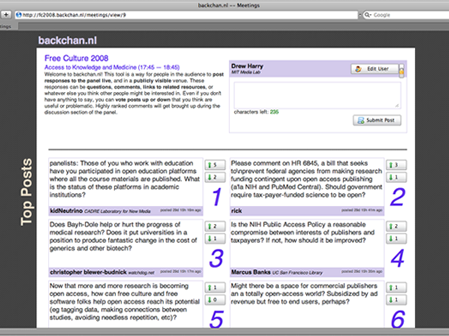 backchan.nl — Meetings
http://fc2008.backchan.nl/meetings/view/9
Google
backchan.nl
Free Culture 2008
Access to Knowledge and Medicine (17:45 — 18:45)
Welcome to backchan.nl! This tool is a way for people in the audience to post
responses to the panel live, and in a publicly visible venue. These
responses can be questions, comments, links to related resources, or
whatever else you think other people might be interested in. Even if you don't
have anything to say, you can vote posts up or down that you think are
useful or problematic. Highly ranked comments will get brought up during the
discussion section of the panel.
Drew Harry
MIT Media Lab
Edit User
characters left: 255
Submit Post
Top Posts
panelists: Those of you who work with education
have you participated in open education platforms
where all the course materials are published. What
is the status of these platforms in academic
institutions?
5
2
1
kidNeutrino CADRE Laboratory for New Media
Please comment on HR 6845, a bill that seeks
to\prevent federal agencies from making research
funding contingent upon open access publishing
(a'la NIH and PubMed Central). Should government
require tax-payer-funded science to be open?
3
1
2
rick
Does Bayh-Dole help or hurt the progress of
medical research? Does it put universities in a
position to produce fantastic change in the cost of
generics and other biotech?
2
1
3
christopher blewer-budnick watchdog.net
Is the NIH Public Access Policy a reasonable
compromise between interests of publishers and
taxpayers? If not, how should it be improved?
2
1
4
Marcus Banks UC San Francisco Library
Now that more and more research is becoming
open access, how can free culture and free
software folks help open access reach its potential
(eg tagging data, making connections between
studies, avoiding needless repetition, etc)?
1
0
5
Might there be a space for commercial publishers
an a totally open-access world? Subsidized by ad
revenue but free to end users, perhaps?
3
2
6